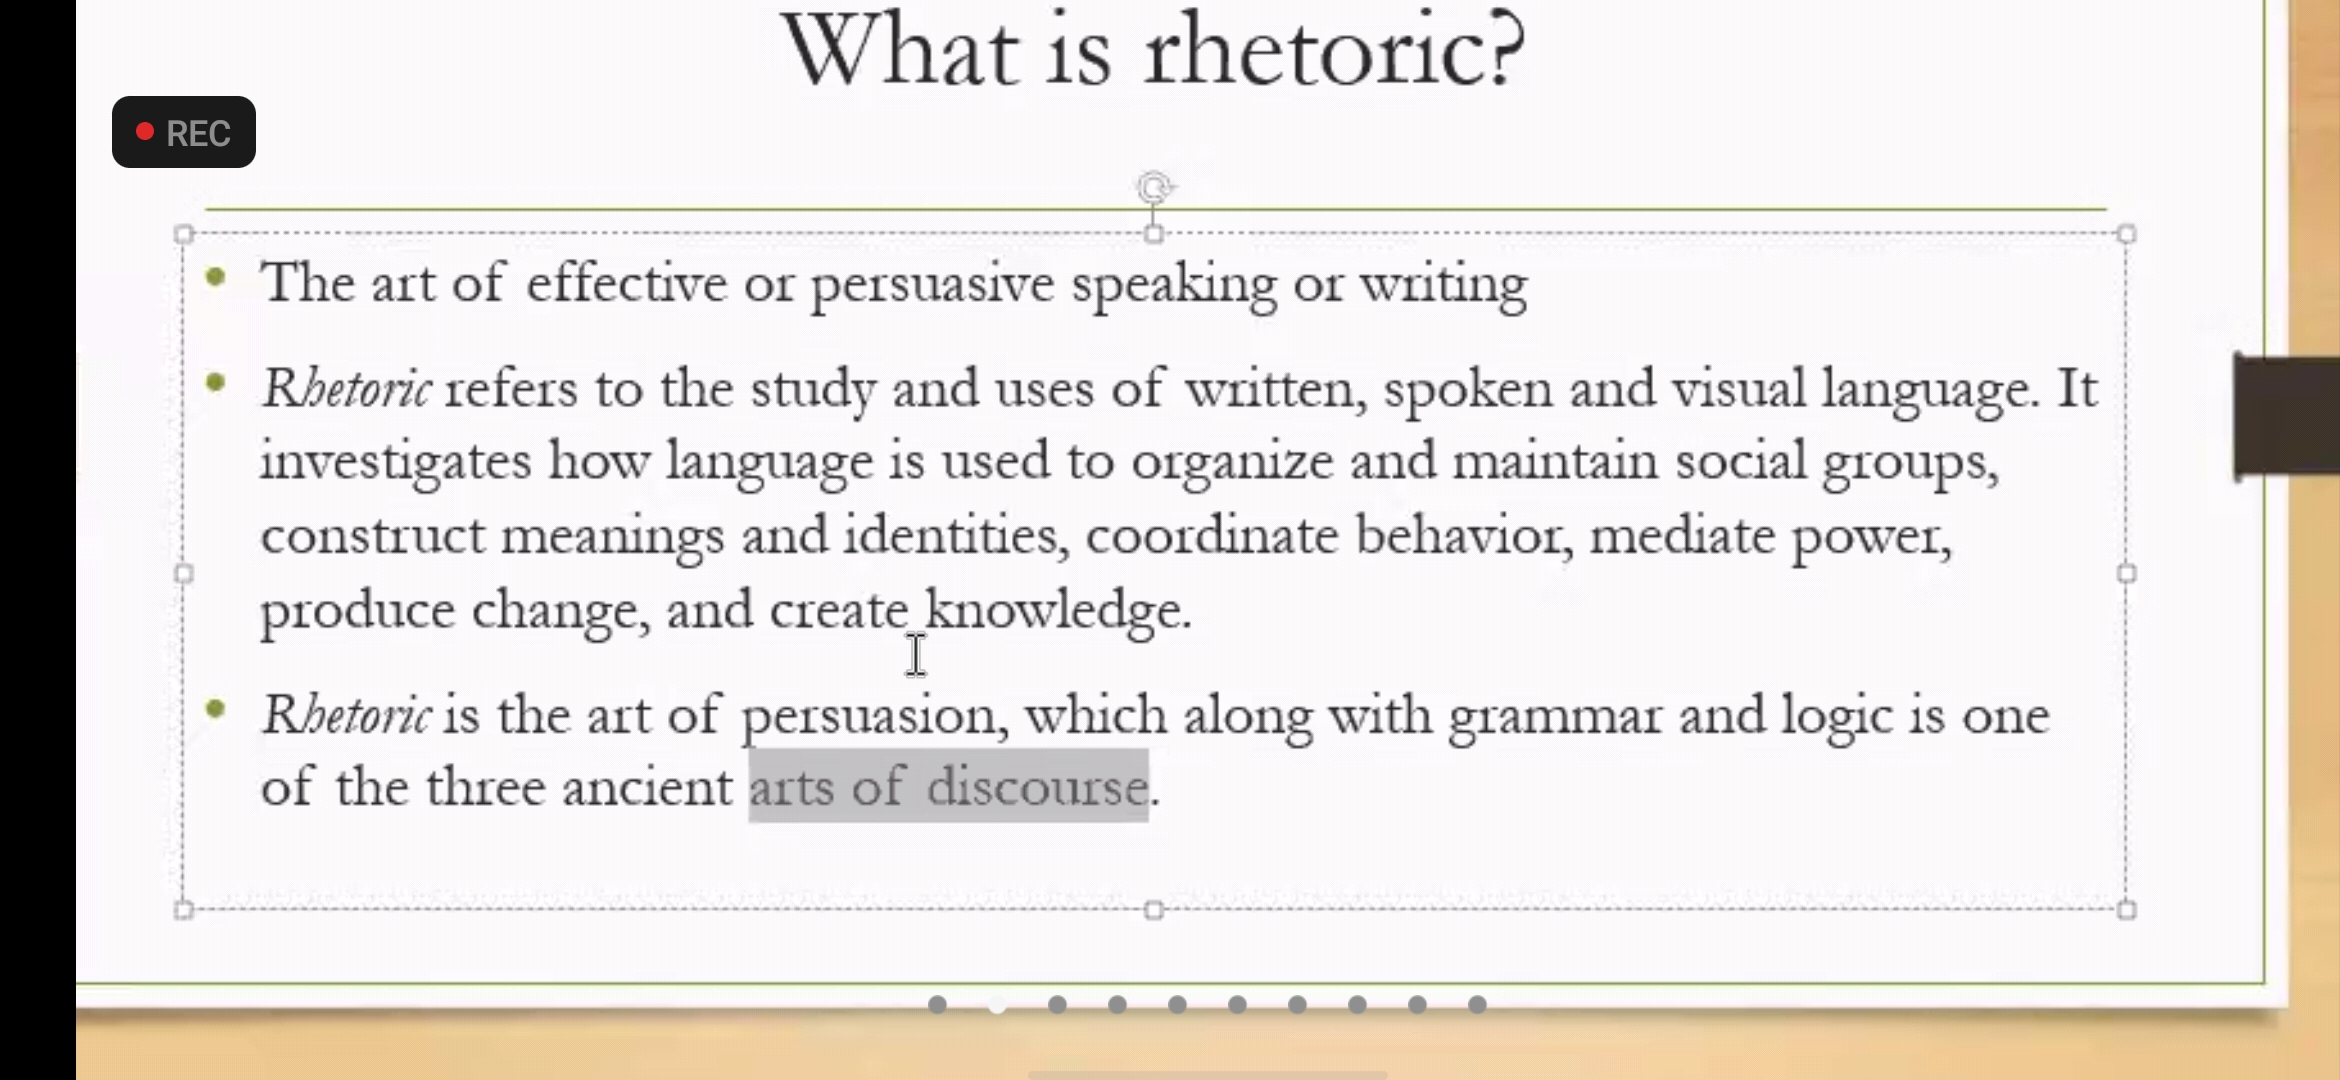 What is rhetoric?
REC
The art of effective or persuasive speaking or writing
Rhetoric refers to the study and uses of written, spoken and visual language. It
investigates how language is used to organize and maintain social groups,
construct meanings and identities, coordinate behavior, mediate power,
produce change, and create knowledge.
Rhetoric is the art of persuasion, which along with grammar and logic is one
of the three ancient arts of discourse.